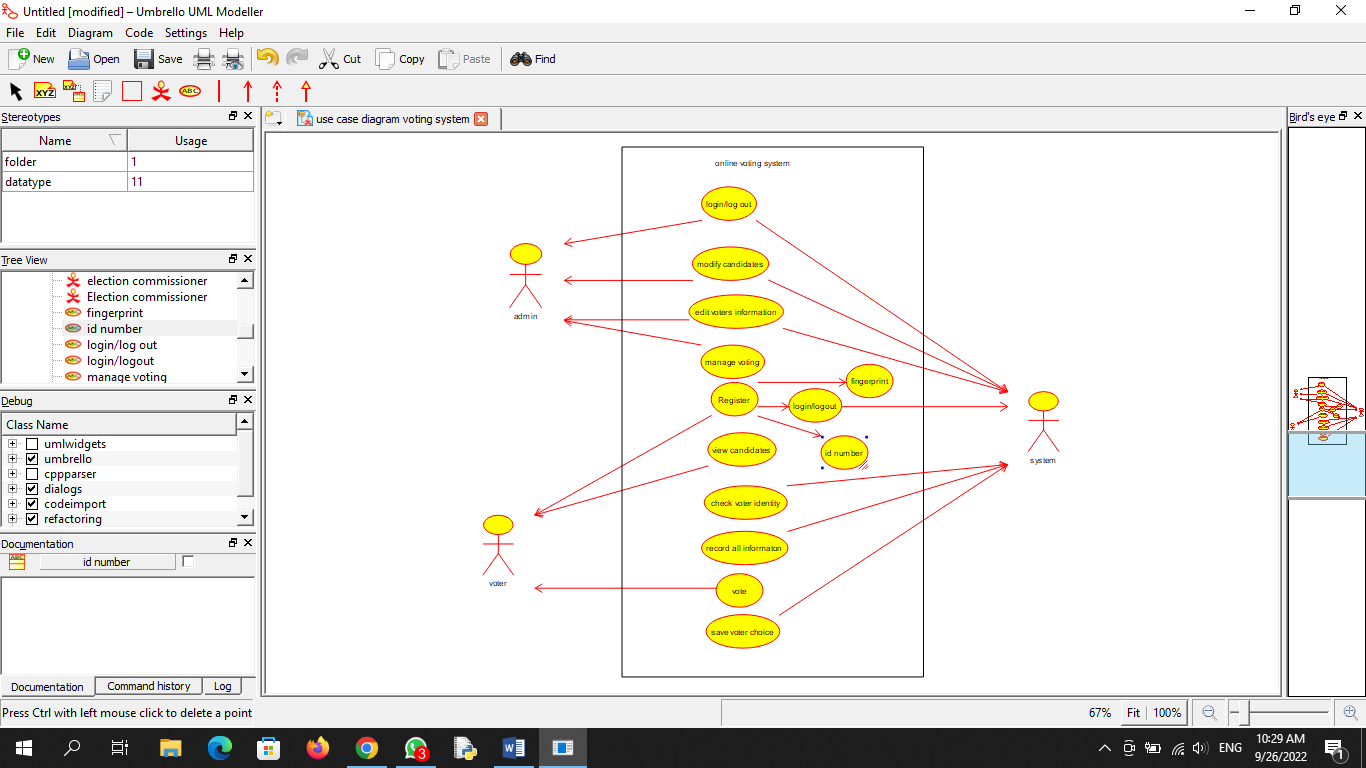 Untitled [modified] – Umbrello UML Modeller
File Edit Diagram Code Settings Help
New Open Save Cut Copy Paste Find
XYZ XYZ ABC
Stereotypes
Name Usage
folder 1
datatype 11
Tree View
election commissioner
Election commissioner
fingerprint
id number
login/log out
login/logout
manage voting
Debug
Class Name
umlwidgets
umbrello
cppparser
dialogs
codeimport
refactoring
Documentation
id number
Documentation Command history Log
use case diagram voting system
online voting system
login/log out
modify candidates
admin
edit voters information
manage voting
fingerprint
Register
login/logout
view candidates
id number
system
check voter identity
record all informaton
voter
vote
save voter choice
Bird's eye
Press Ctrl with left mouse click to delete a point
67% Fit 100%
3
ENG
10:29 AM
9/26/2022
1